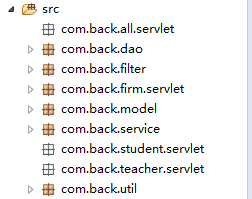 src
com.back.all.servlet
com.back.dao
com.back.filter
com.back.firm.servlet
com.back.model
com.back.service
com.back.student.servlet
com.back.teacher.servlet
com.back.util